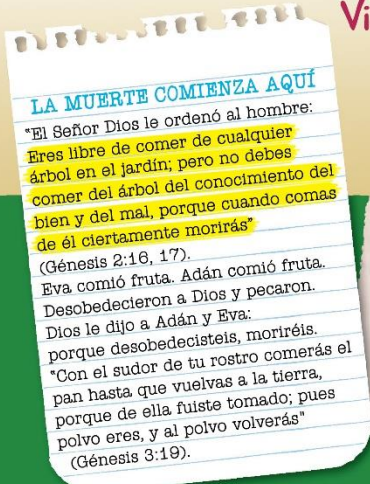 Vi
LA MUERTE COMIENZA AQUÍ
"El Señor Dios le ordenó al hombre:
Eres libre de comer de cualquier
árbol en el jardín; pero no debes
comer del árbol del conocimiento del
bien y del mal, porque cuando comas
de él ciertamente morirás"
(Génesis 2:16, 17).
Eva comió fruta. Adán comió fruta.
Desobedecieron a Dios y pecaron.
Dios le dijo a Adán y Eva:
porque desobedecisteis, moriréis.
"Con el sudor de tu rostro comerás el
pan hasta que vuelvas a la tierra,
porque de ella fuiste tomado; pues
polvo eres, y al polvo volverás"
(Génesis 3:19).